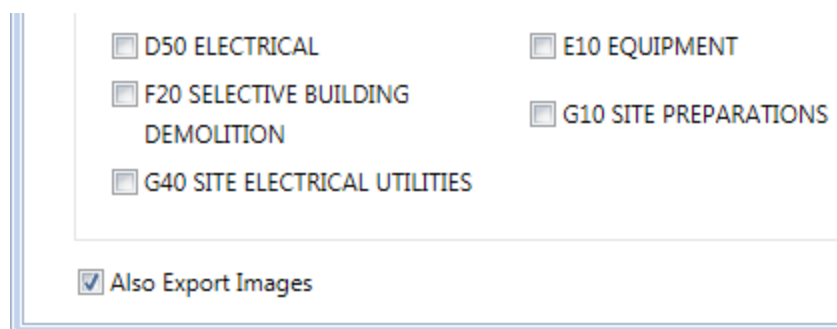 D50 ELECTRICAL
E10 EQUIPMENT
F20 SELECTIVE BUILDING
DEMOLITION
G10 SITE PREPARATIONS
G40 SITE ELECTRICAL UTILITIES
Also Export Images